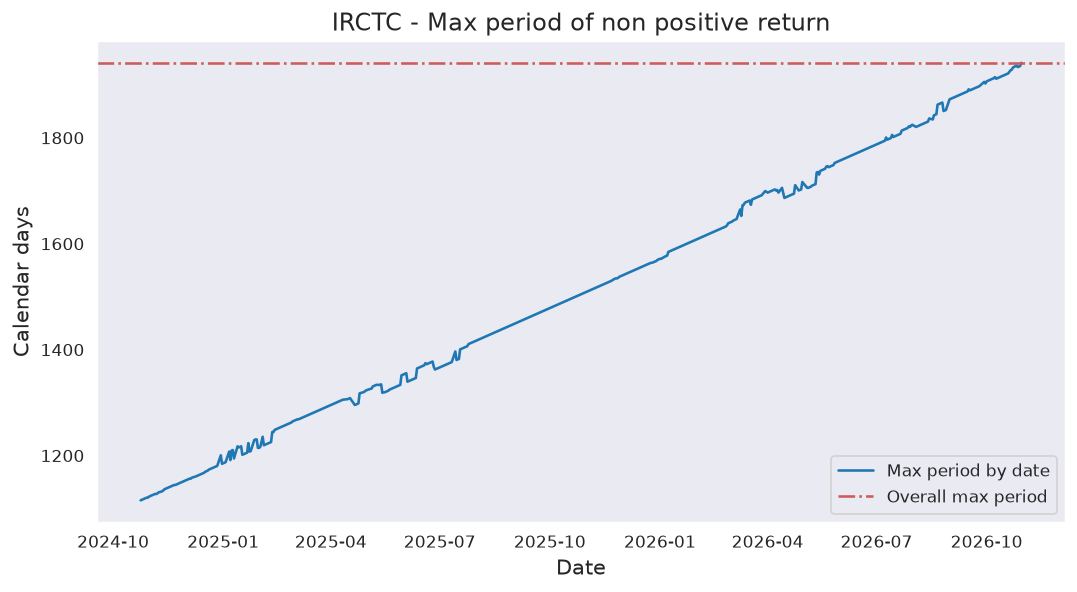 IRCTC - Max period of non positive return
Calendar days
1800
1600
1400
1200
2024-10 2025-01 2025-04 2025-07 2025-10 2026-01 2026-04 2026-07 2026-10
Date
Max period by date
Overall max period